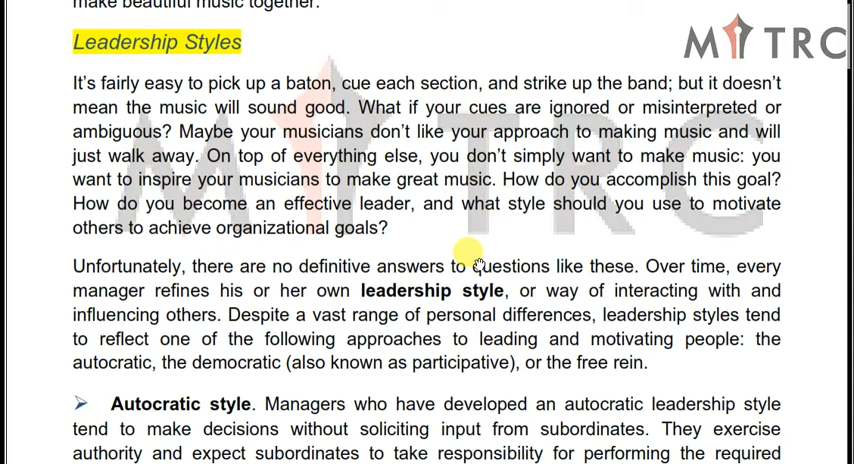 make beautiful music together.
Leadership Styles
MTRC
It's fairly easy to pick up a baton, cue each section, and strike up the band; but it doesn't
mean the music will sound good. What if your cues are ignored or misinterpreted or
ambiguous? Maybe your musicians don't like your approach to making music and will
just walk away. On top of everything else, you don't simply want to make music: you
want to inspire your musicians to make great music. How do you accomplish this goal?
How do you become an effective leader, and what style should you use to motivate
others to achieve organizational goals?
Unfortunately, there are no definitive answers to questions like these. Over time, every
manager refines his or her own leadership style, or way of interacting with and
influencing others. Despite a vast range of personal differences, leadership styles tend
to reflect one of the following approaches to leading and motivating people: the
autocratic, the democratic (also known as participative), or the free rein.
Autocratic style. Managers who have developed an autocratic leadership style
tend to make decisions without soliciting input from subordinates. They exercise
authority and expect subordinates to take responsibility for performing the required